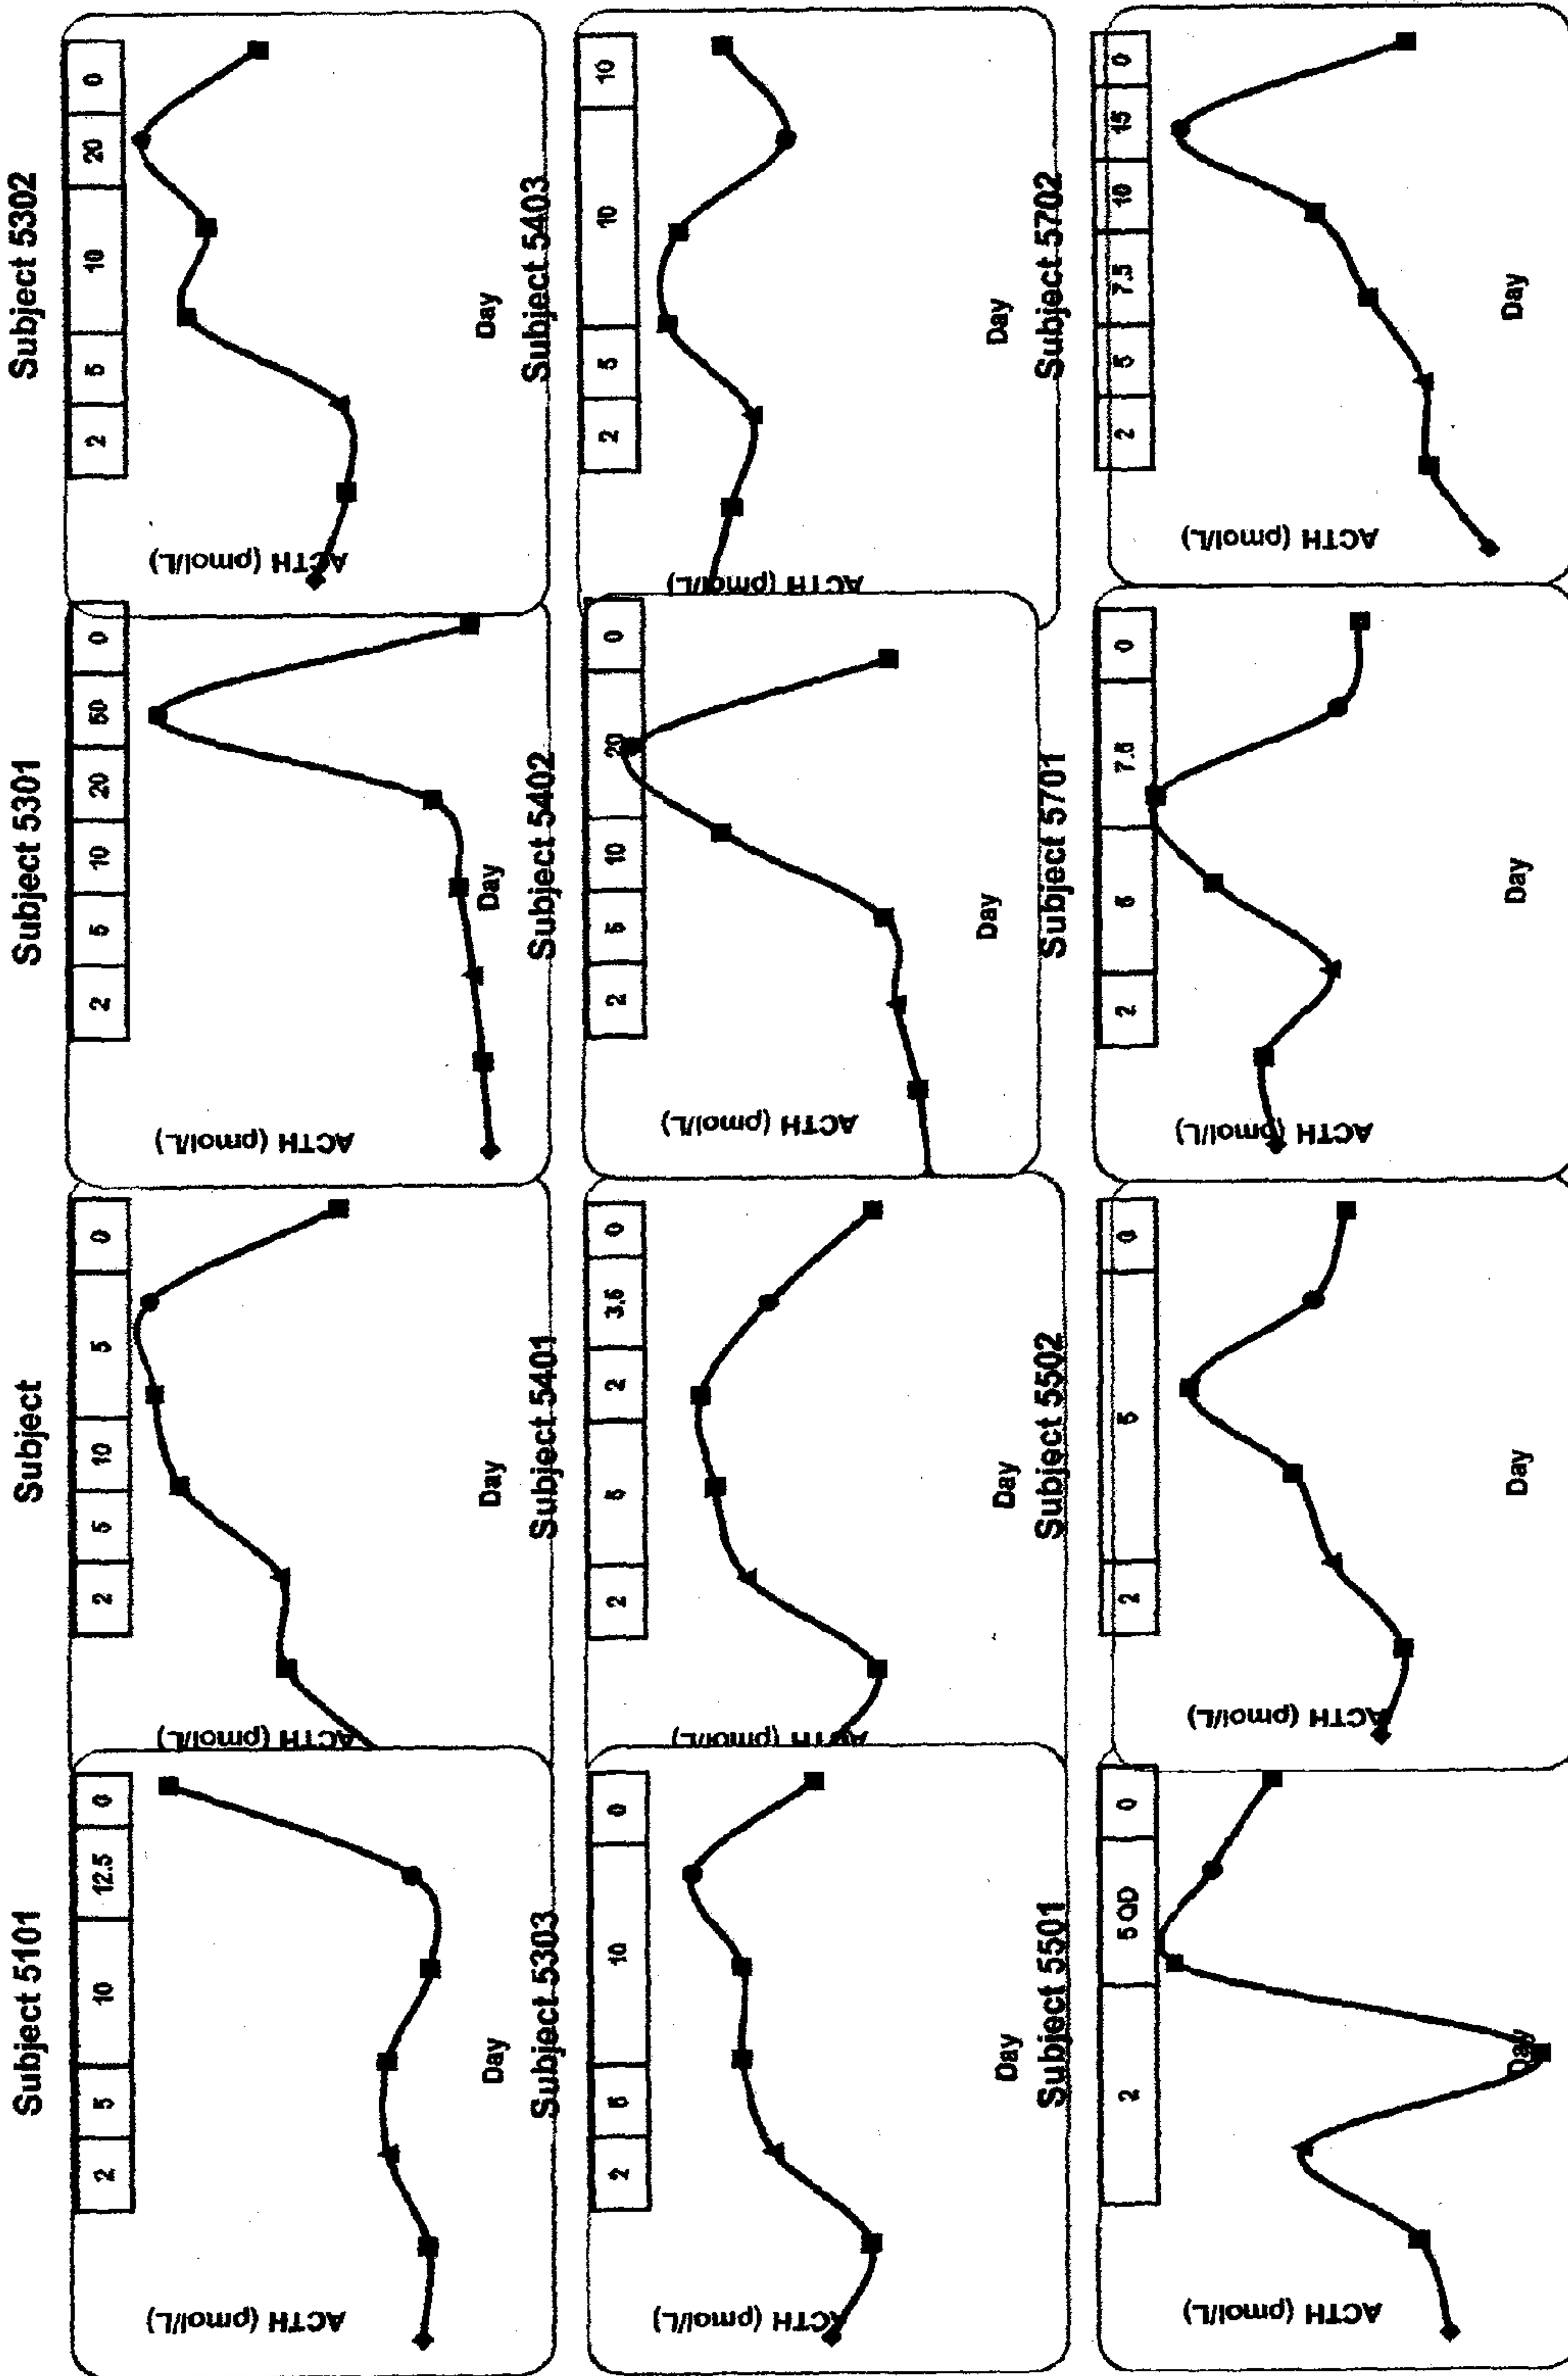 Subject 5101
2 5 10 12.5 0
ACTH (pmol/L)
Day
Subject
2 5 10 5 0
ACTH (pmol/L)
Day
Subject 5301
2 5 10 20 50 0
ACTH (pmol/L)
Day
Subject 5302
2 5 10 20 0
ACTH (pmol/L)
Day
Subject 5303
2 5 10 0
ACTH (pmol/L)
Day
Subject 5401
2 5 2 3.5 0
ACTH (pmol/L)
Day
Subject 5402
2 5 10 20 0
ACTH (pmol/L)
Day
Subject 5403
2 5 10 10
ACTH (pmol/L)
Day
Subject 5501
2 5 QD 0
ACTH (pmol/L)
Day
Subject 5502
2 5 0
ACTH (pmol/L)
Day
Subject 5701
2 5 7.5 0
ACTH (pmol/L)
Day
Subject 5702
2 5 7.5 10 15 0
ACTH (pmol/L)
Day